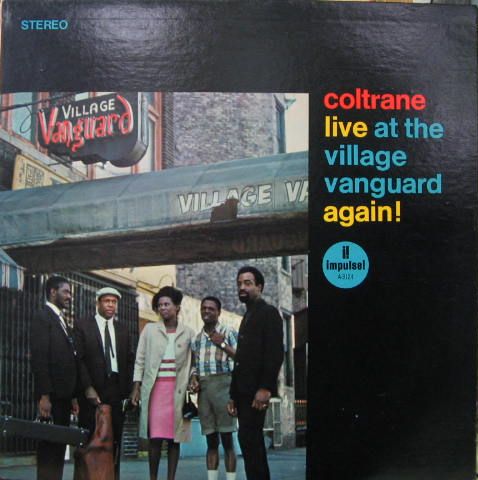 STEREO
VILLAGE
Vanguard
VILLAGE VA
coltrane
live at the
village
vanguard
again!
impulse!
A-9124